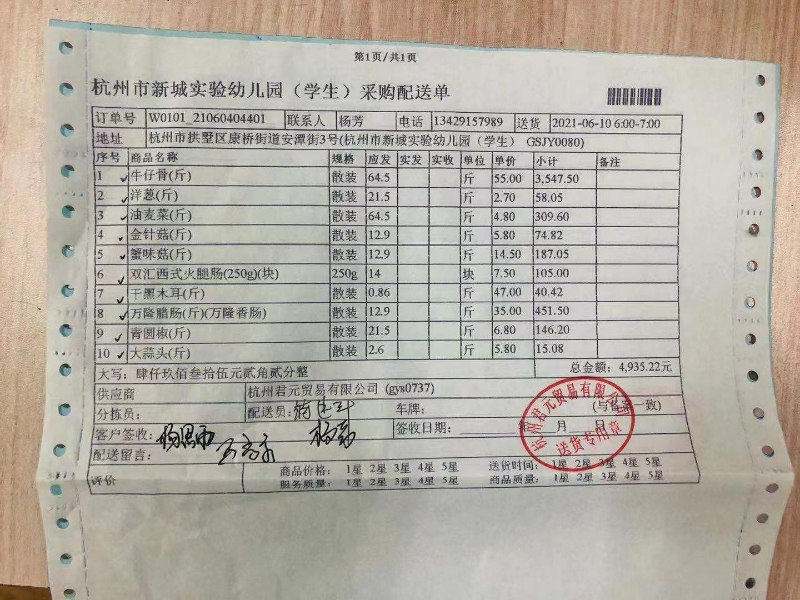 第1页/共1页
杭州市新城实验幼儿园（学生）采购配送单
订单号 W0101_21060404401 联系人 杨芳 电话 13429157989 送货 2021-06-10 6:00-7:00
地址 杭州市拱墅区康桥街道安潭街3号(杭州市新城实验幼儿园（学生） GSJY0080)
序号 商品名称 规格 应发 实发 实收 单位 单价 小计 备注
1 牛仔骨(斤) 散装 64.5 斤 55.00 3,547.50
2 洋葱(斤) 散装 21.5 斤 2.70 58.05
3 油麦菜(斤) 散装 64.5 斤 4.80 309.60
4 金针菇(斤) 散装 12.9 斤 5.80 74.82
5 蟹味菇(斤) 散装 12.9 斤 14.50 187.05
6 双汇西式火腿肠(250g)(块) 250g 14 块 7.50 105.00
7 干黑木耳(斤) 散装 0.86 斤 47.00 40.42
8 万隆腊肠(斤)(万隆香肠) 散装 12.9 斤 35.00 451.50
9 青圆椒(斤) 散装 21.5 斤 6.80 146.20
10 大蒜头(斤) 散装 2.6 斤 5.80 15.08
大写：肆仟玖佰叁拾伍元贰角贰分整 总金额：4,935.22元
供应商 杭州君元贸易有限公司 (gys0737)
分拣员： 配送员： 车牌： (与备案一致)
客户签收： 签收日期： 年 月 日
配送留言：
评价 商品价格： 1星 2星 3星 4星 5星 送货时间： 1星 2星 3星 4星 5星
服务质量： 1星 2星 3星 4星 5星 商品质量： 1星 2星 3星 4星 5星
杭州君元贸易有限公司
送货专用章